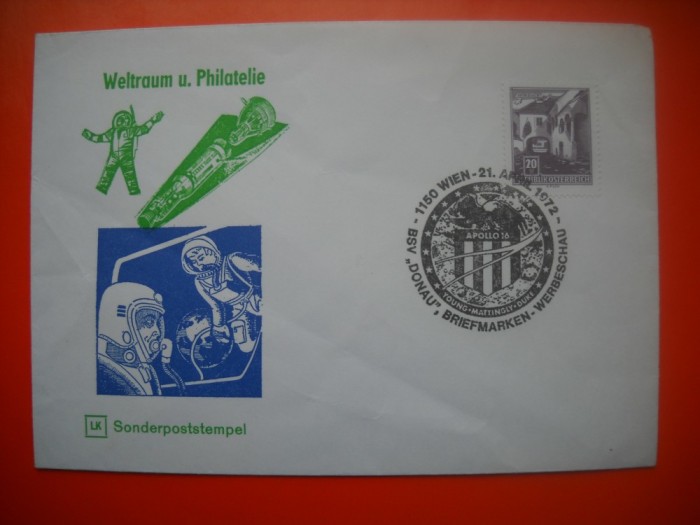 Weltraum u. Philatelie
20
REPUBLIK ÖSTERREICH
1150 WIEN - 21. APRIL 1972 -
BSV „DONAU", BRIEFMARKEN - WERBESCHAU
APOLLO 16
YOUNG • MATTINGLY • DUKE
LK Sonderpoststempel